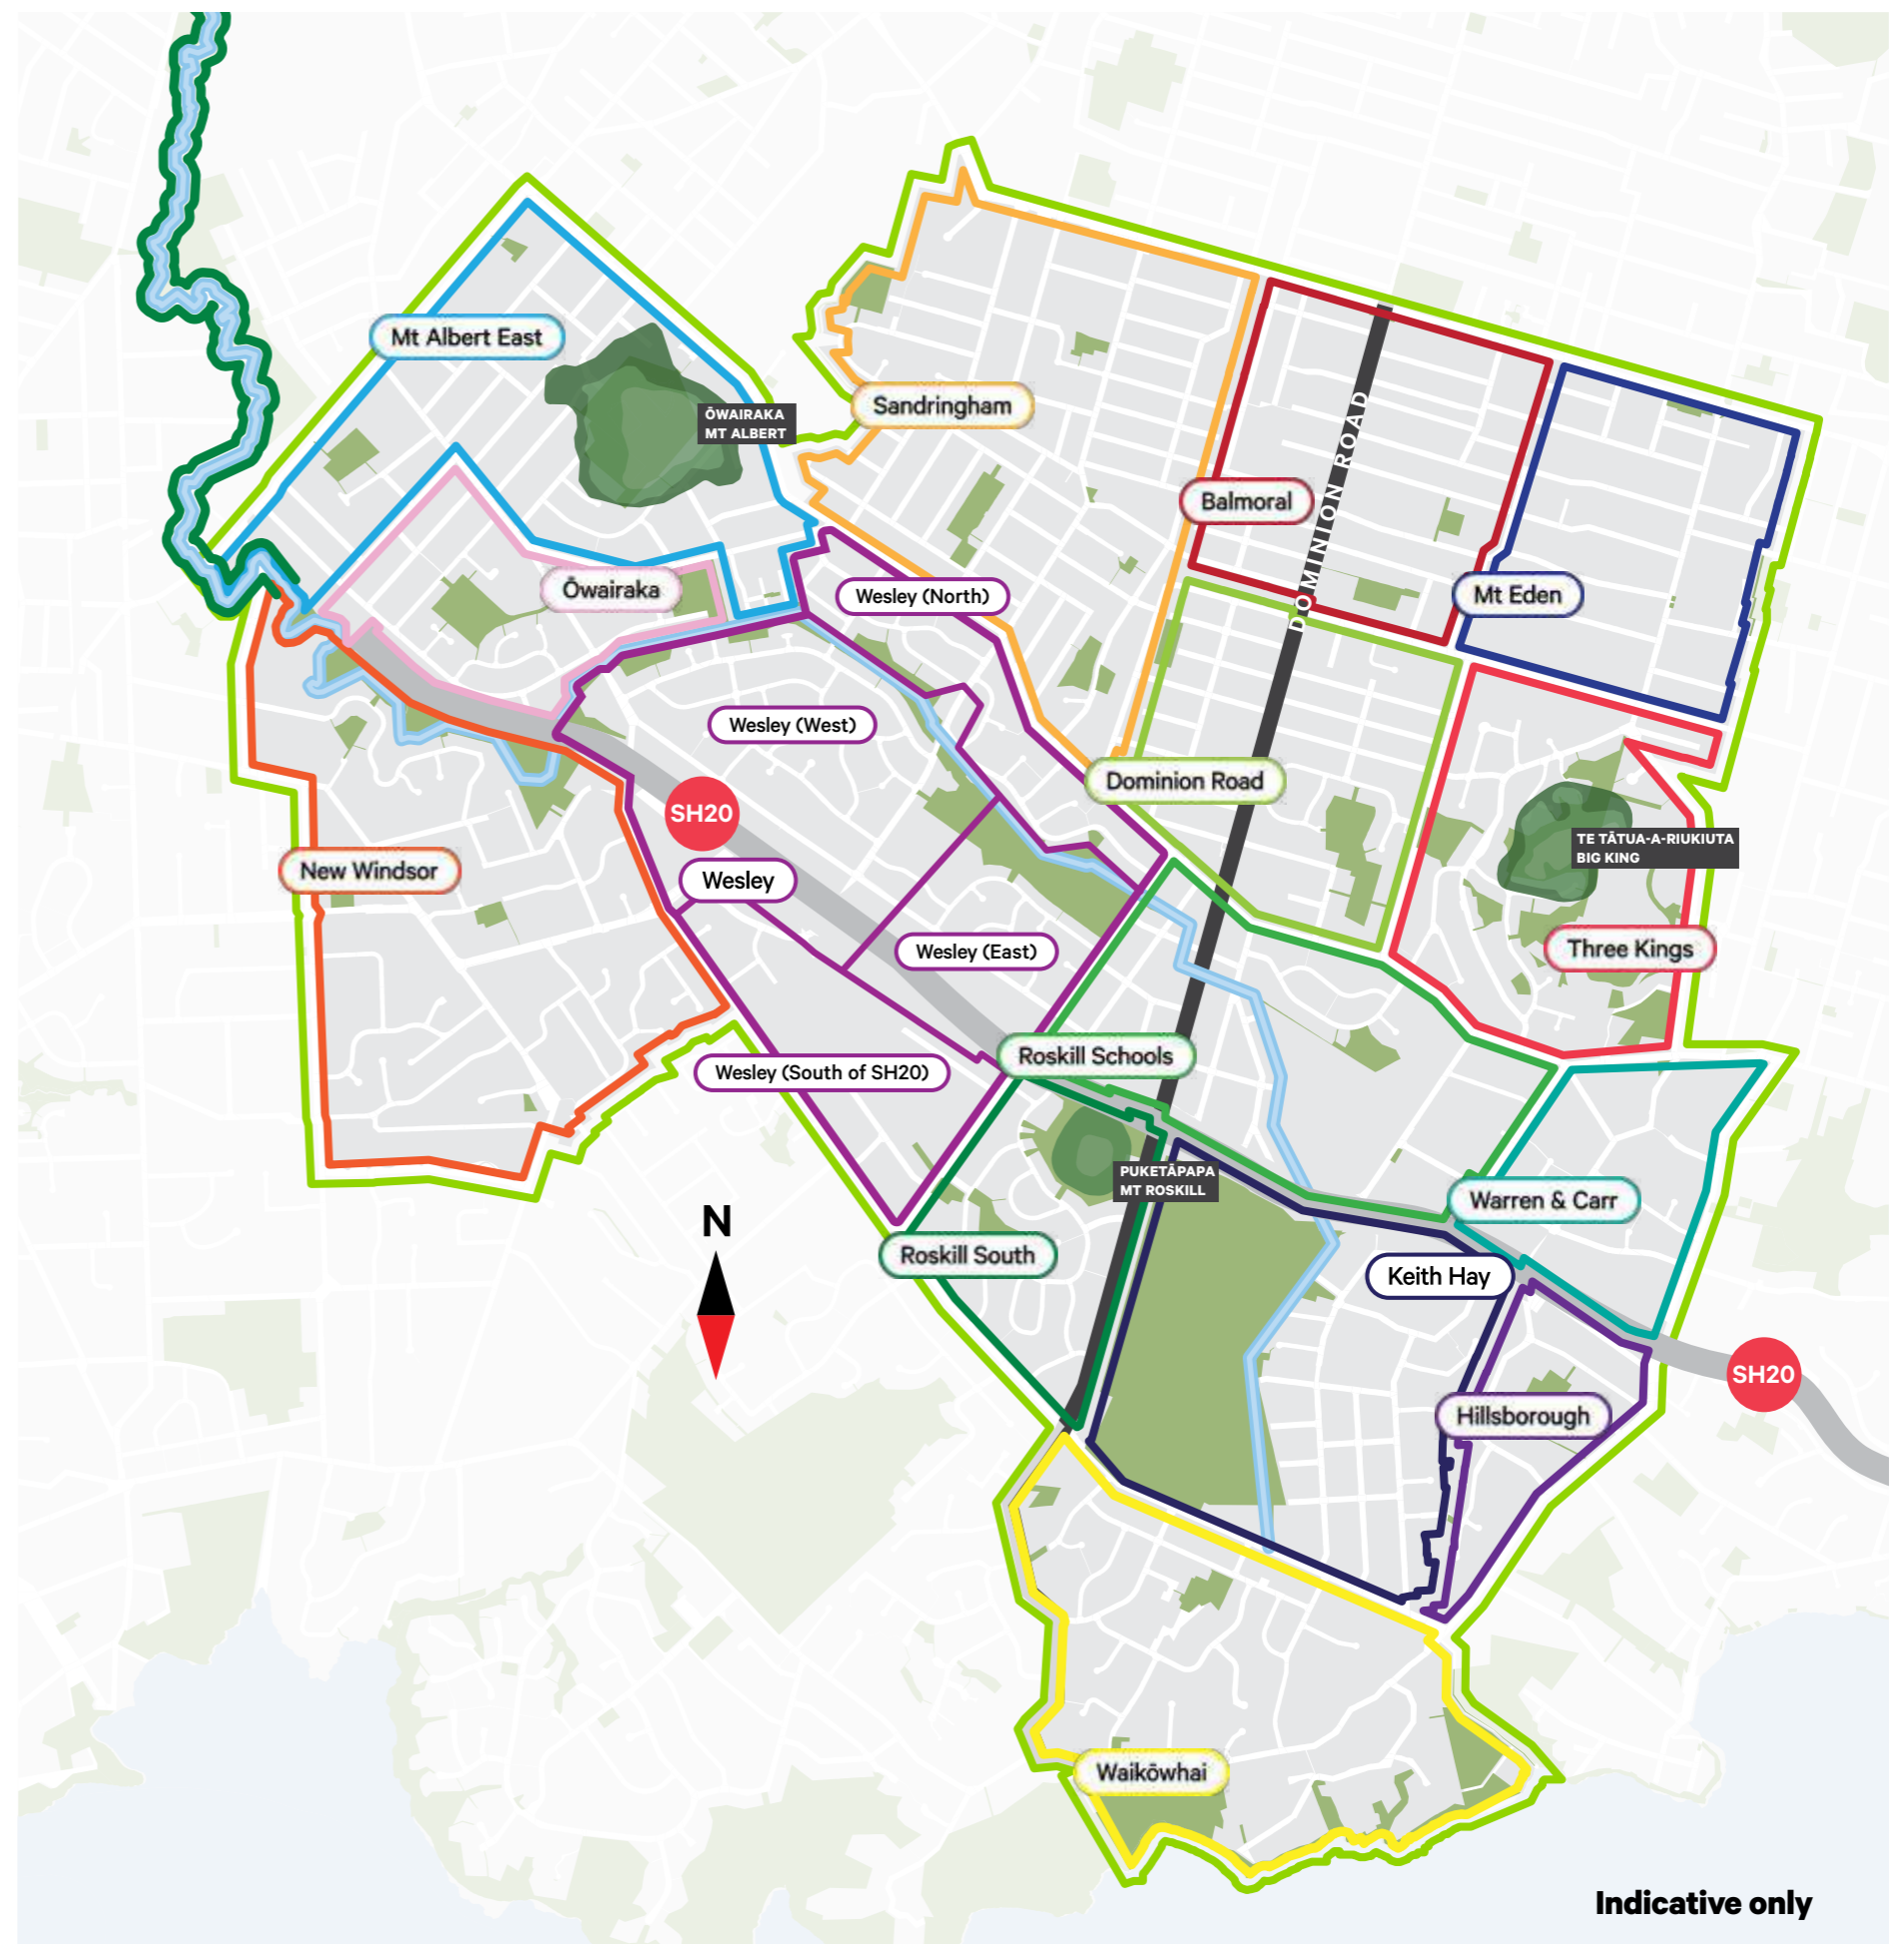 Mt Albert East
ŌWAIRAKA
MT ALBERT
Sandringham
DOMINION ROAD
Balmoral
Mt Eden
Ōwairaka
Wesley (North)
Wesley (West)
Dominion Road
SH20
TE TĀTUA-A-RIUKIUTA
BIG KING
New Windsor
Wesley
Wesley (East)
Three Kings
Roskill Schools
Wesley (South of SH20)
PUKETĀPAPA
MT ROSKILL
Warren & Carr
N
Roskill South
Keith Hay
SH20
Hillsborough
Waikōwhai
Indicative only